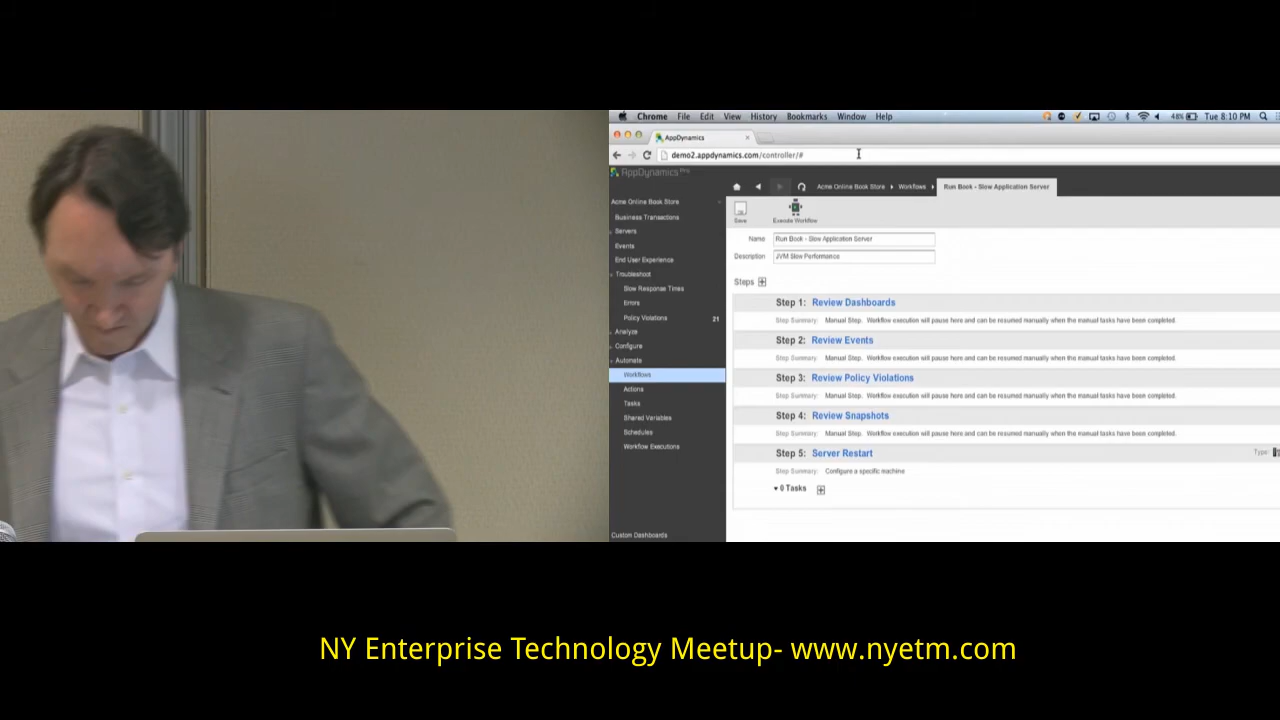 Chrome File Edit View History Bookmarks Window Help 48% Tue 8:10 PM
AppDynamics
demo2.appdynamics.com/controller/#
AppDynamics Pro
Acme Online Book Store Workflows Run Book - Slow Application Server
Acme Online Book Store
Business Transactions
Servers
Events
End User Experience
Troubleshoot
Slow Response Times
Errors
Policy Violations 21
Analyze
Configure
Automate
Workflows
Actions
Tasks
Shared Variables
Schedules
Workflow Executions
Custom Dashboards
Save Execute Workflow
Name Run Book - Slow Application Server
Description JVM Slow Performance
Steps
Step 1: Review Dashboards
Step Summary: Manual Step. Workflow execution will pause here and can be resumed manually when the manual tasks have been completed.
Step 2: Review Events
Step Summary: Manual Step. Workflow execution will pause here and can be resumed manually when the manual tasks have been completed.
Step 3: Review Policy Violations
Step Summary: Manual Step. Workflow execution will pause here and can be resumed manually when the manual tasks have been completed.
Step 4: Review Snapshots
Step Summary: Manual Step. Workflow execution will pause here and can be resumed manually when the manual tasks have been completed.
Step 5: Server Restart Type:
Step Summary: Configure a specific machine
0 Tasks
NY Enterprise Technology Meetup- www.nyetm.com